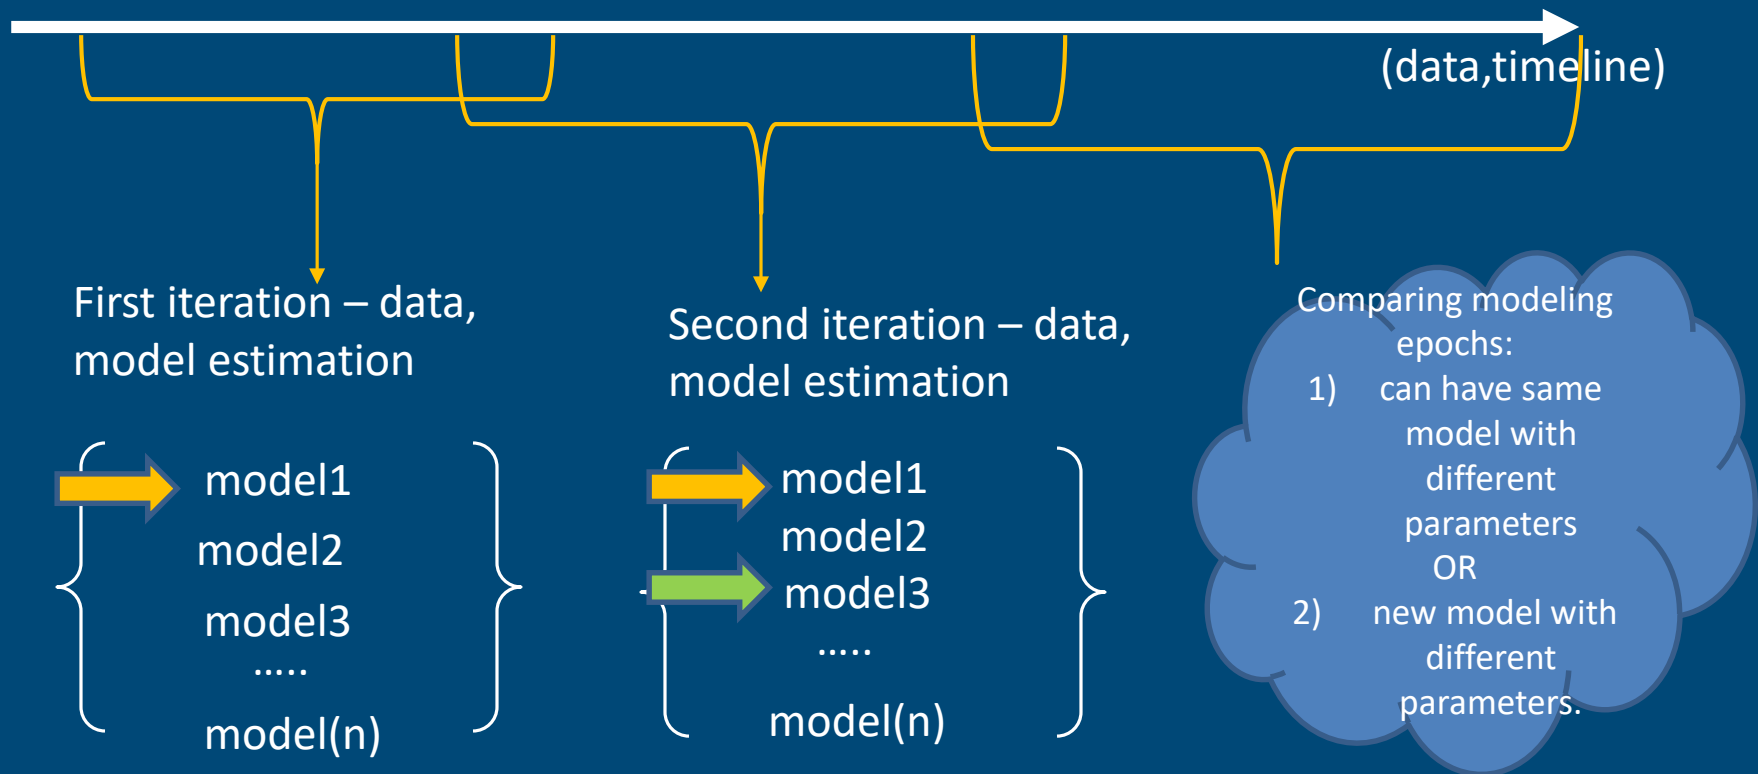 (data,timeline)
First iteration – data,
model estimation
model1
model2
model3
.....
model(n)
Second iteration – data,
model estimation
model1
model2
model3
.....
model(n)
Comparing modeling
epochs:
1) can have same
model with
different
parameters
OR
2) new model with
different
parameters.